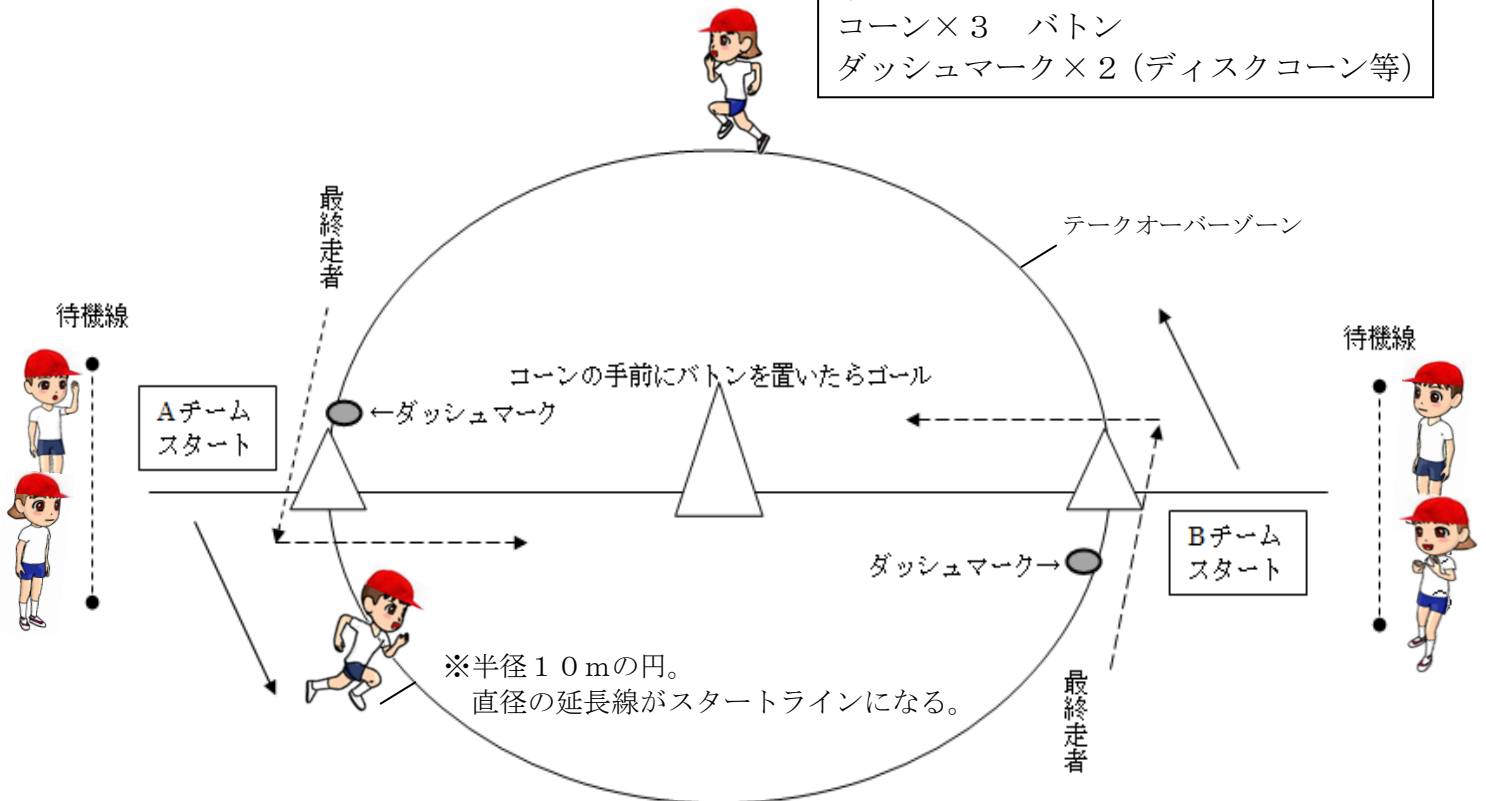 コーン×３　バトン
ダッシュマーク×２（ディスクコーン等）
最終走者
テークオーバーゾーン
待機線
待機線
コーンの手前にバトンを置いたらゴール
Aチーム
スタート
←ダッシュマーク
ダッシュマーク→
Bチーム
スタート
※半径１０ｍの円。
直径の延長線がスタートラインになる。
最終走者